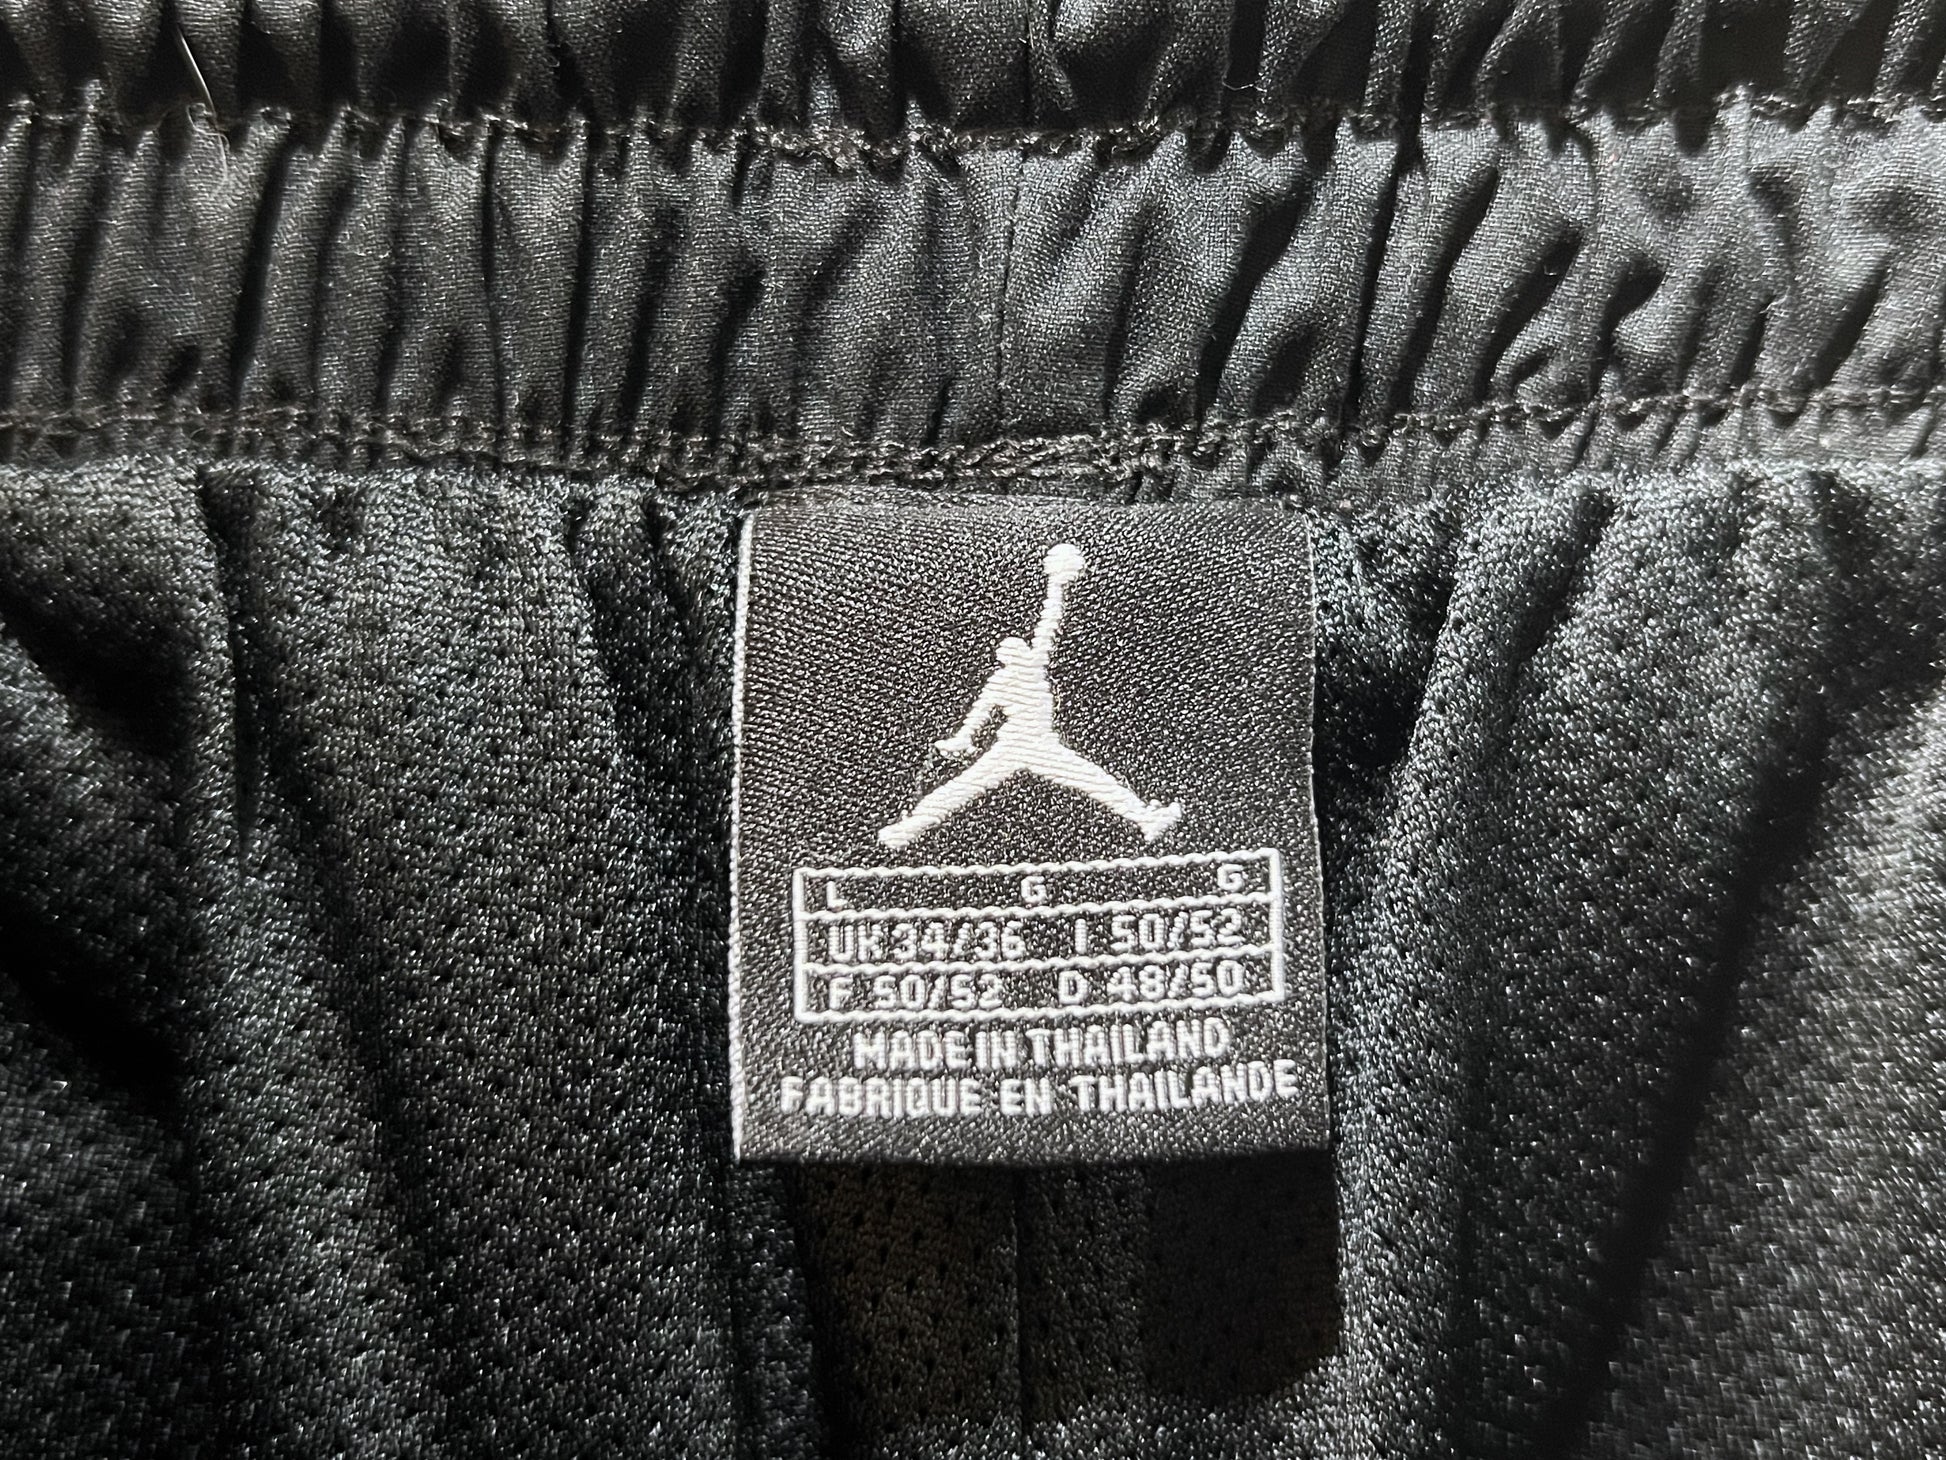 L G G
UK 34/36 I 50/52
F 50/52 D 48/50
MADE IN THAILAND
FABRIQUE EN THAILANDE